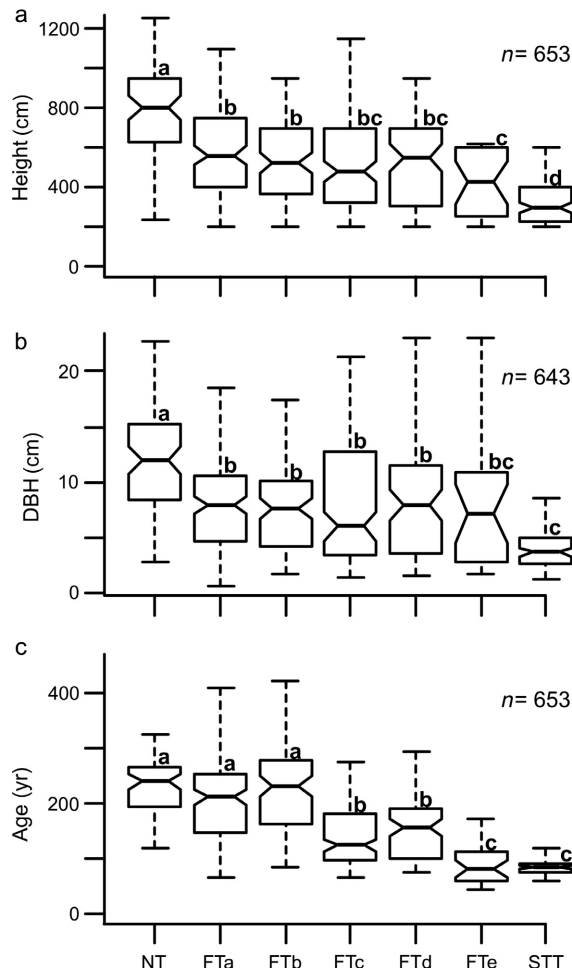 a
Height (cm)
1200
800
400
0
n= 653
a b b bc bc c d
b
DBH (cm)
20
10
0
n= 643
a b b b b bc c
c
Age (yr)
400
200
0
n= 653
a a a b b c c
NT FTa FTb FTc FTd FTe STT